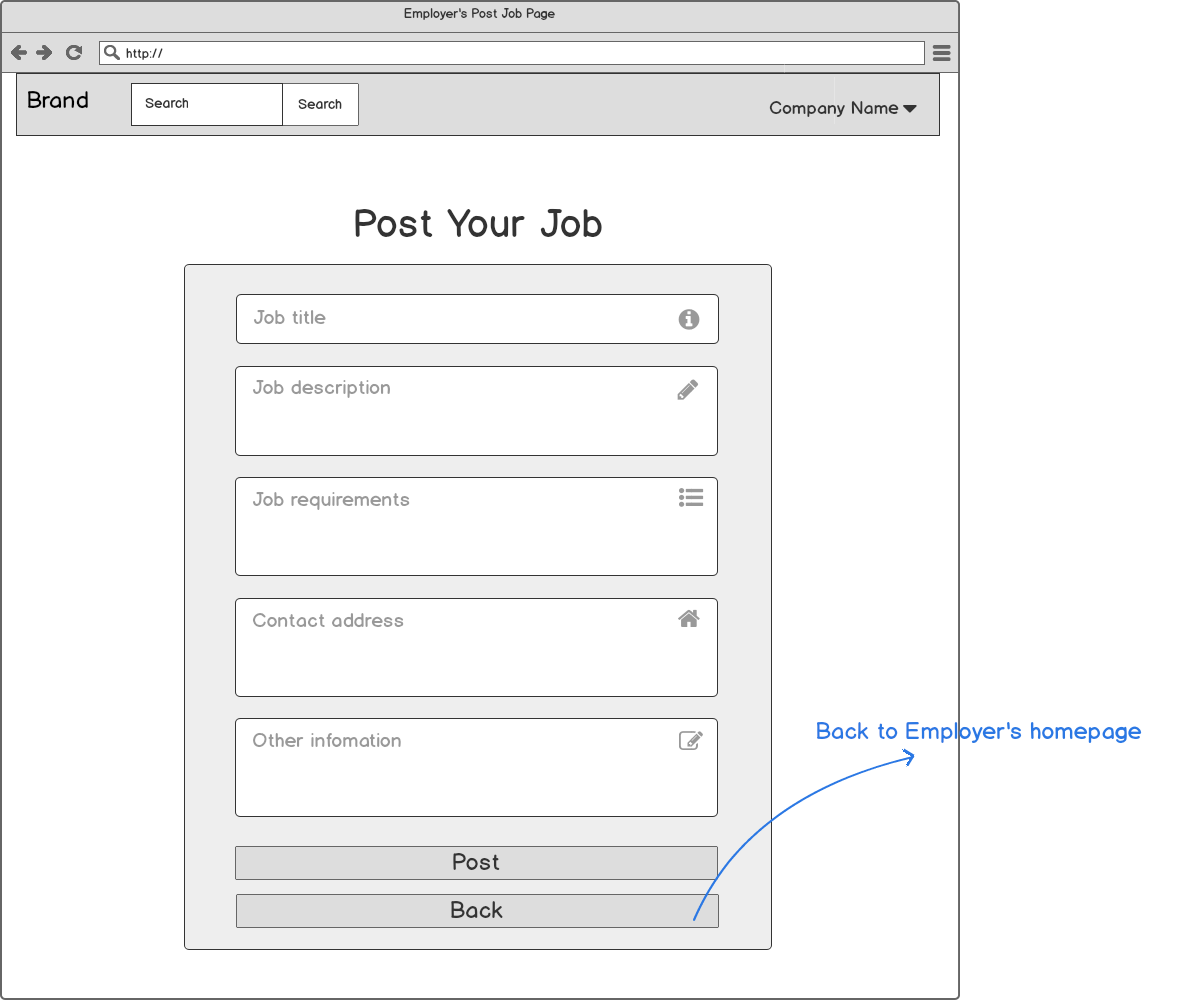 Employer's Post Job Page
http://
Brand
Search
Search
Company Name
Post Your Job
Job title
Job description
Job requirements
Contact address
Other infomation
Back to Employer's homepage
Post
Back